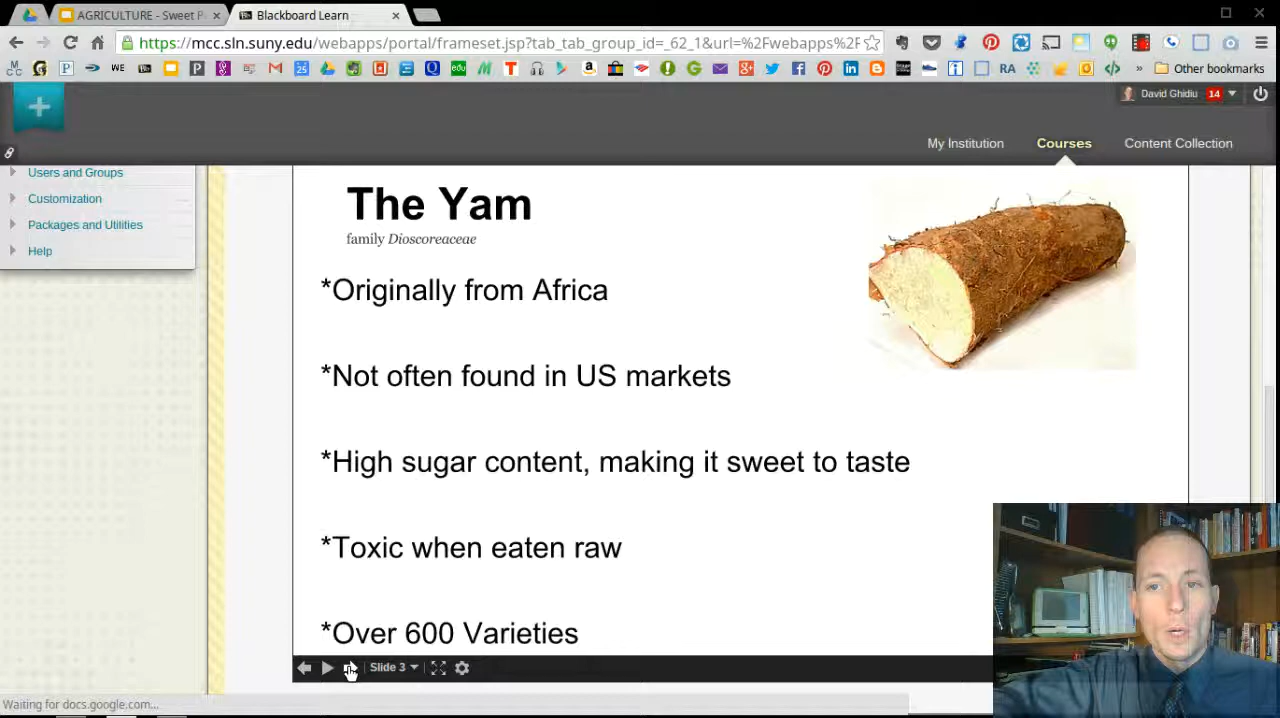 AGRICULTURE - Sweet P
Blackboard Learn
https://mcc.sln.suny.edu/webapps/portal/frameset.jsp?tab_tab_group_id=_62_1&url=%2Fwebapps%2F
WE
RA
Other bookmarks
David Ghidiu 14
My Institution
Courses
Content Collection
Users and Groups
Customization
Packages and Utilities
Help
The Yam
family Dioscoreaceae
*Originally from Africa
*Not often found in US markets
*High sugar content, making it sweet to taste
*Toxic when eaten raw
*Over 600 Varieties
Slide 3
Waiting for docs.google.com...